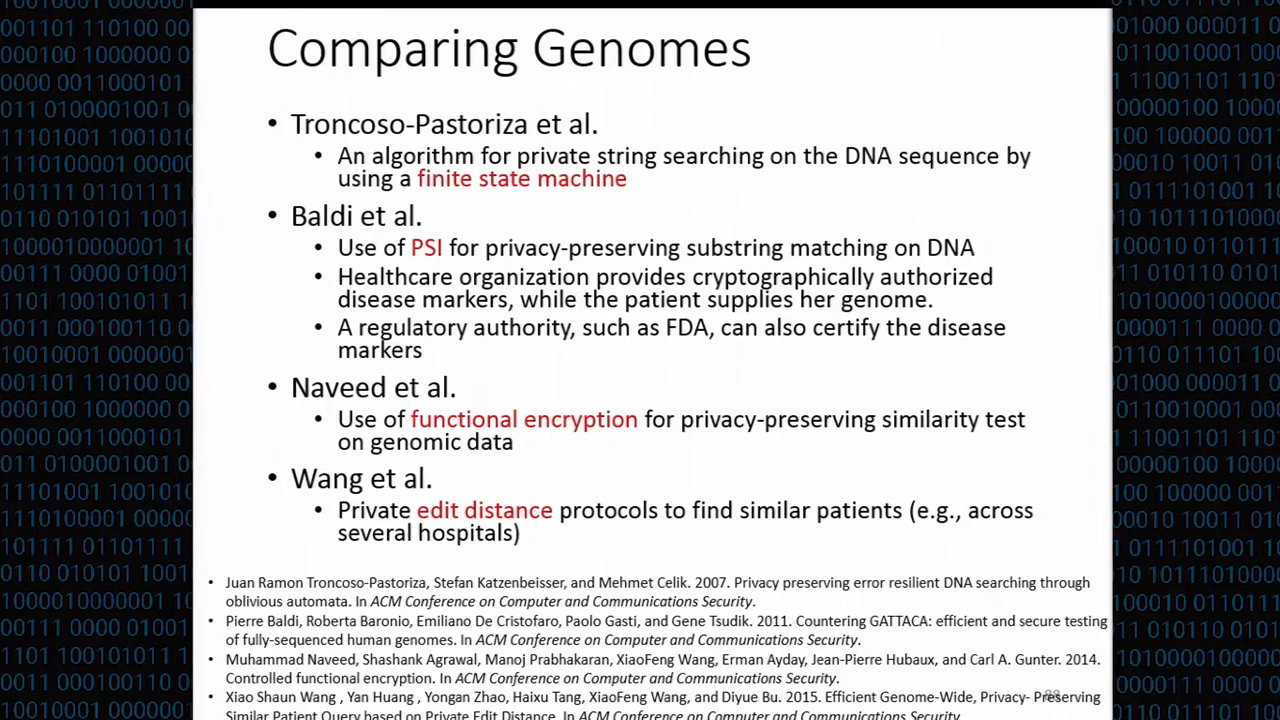 Comparing Genomes
• Troncoso-Pastoriza et al.
• An algorithm for private string searching on the DNA sequence by
using a finite state machine
• Baldi et al.
• Use of PSI for privacy-preserving substring matching on DNA
• Healthcare organization provides cryptographically authorized
disease markers, while the patient supplies her genome.
• A regulatory authority, such as FDA, can also certify the disease
markers
• Naveed et al.
• Use of functional encryption for privacy-preserving similarity test
on genomic data
• Wang et al.
• Private edit distance protocols to find similar patients (e.g., across
several hospitals)
• Juan Ramon Troncoso-Pastoriza, Stefan Katzenbeisser, and Mehmet Celik. 2007. Privacy preserving error resilient DNA searching through
oblivious automata. In ACM Conference on Computer and Communications Security.
• Pierre Baldi, Roberta Baronio, Emiliano De Cristofaro, Paolo Gasti, and Gene Tsudik. 2011. Countering GATTACA: efficient and secure testing
of fully-sequenced human genomes. In ACM Conference on Computer and Communications Security.
• Muhammad Naveed, Shashank Agrawal, Manoj Prabhakaran, XiaoFeng Wang, Erman Ayday, Jean-Pierre Hubaux, and Carl A. Gunter. 2014.
Controlled functional encryption. In ACM Conference on Computer and Communications Security.
• Xiao Shaun Wang , Yan Huang , Yongan Zhao, Haixu Tang, XiaoFeng Wang, and Diyue Bu. 2015. Efficient Genome-Wide, Privacy- Preserving
Similar Patient Query based on Private Edit Distance. In ACM Conference on Computer and Communications Security.